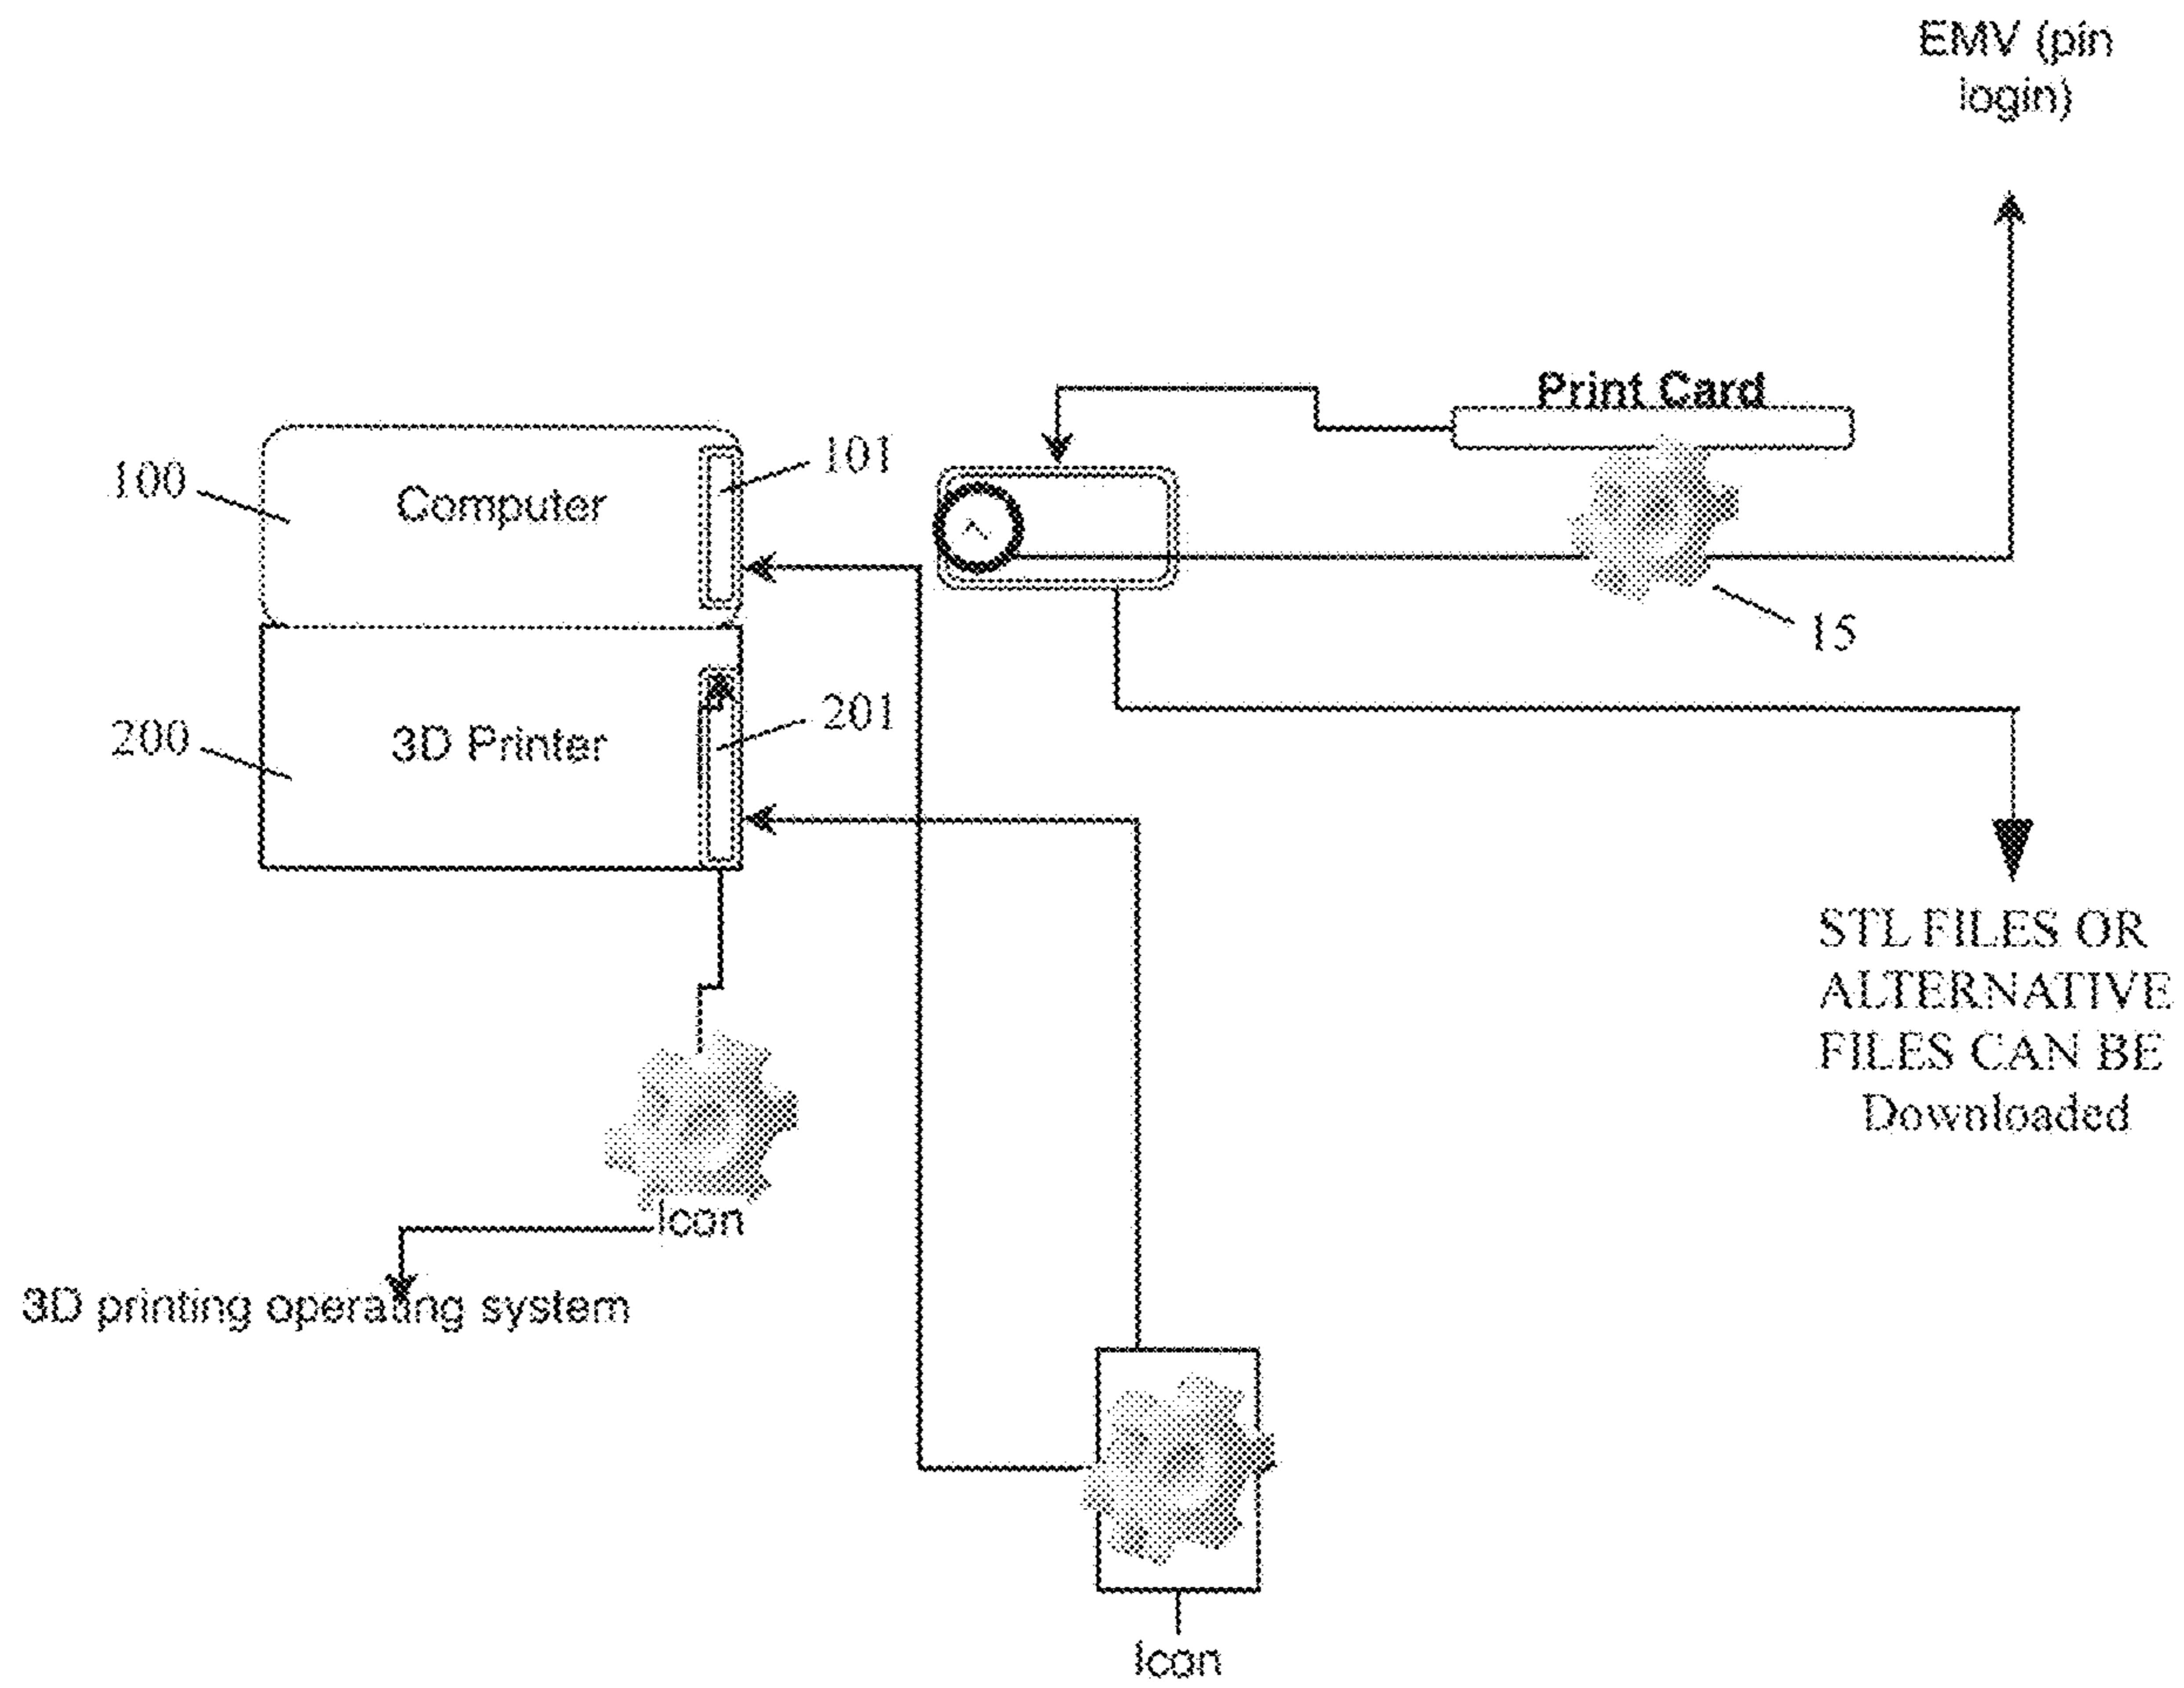 EMV (pin
login)
Print Card
100
Computer
101
15
200
3D Printer
201
STL FILES OR
ALTERNATIVE
FILES CAN BE
Downloaded
Icon
3D printing operating system
Icon